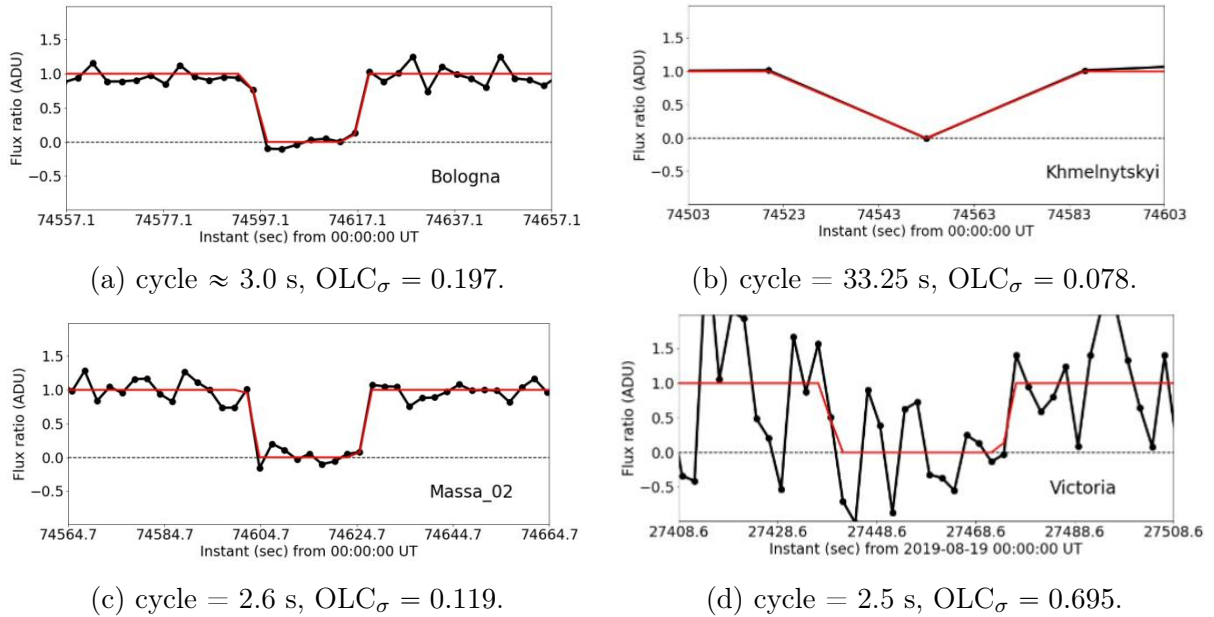 Flux ratio (ADU)
1.5
1.0
0.5
0.0
−0.5
Bologna
74557.1 74577.1 74597.1 74617.1 74637.1 74657.1
Instant (sec) from 00:00:00 UT
(a) cycle ≈ 3.0 s, OLCσ = 0.197.
Flux ratio (ADU)
1.5
1.0
0.5
0.0
−0.5
Khmelnytskyi
74503 74523 74543 74563 74583 74603
Instant (sec) from 00:00:00 UT
(b) cycle = 33.25 s, OLCσ = 0.078.
Flux ratio (ADU)
1.5
1.0
0.5
0.0
−0.5
Massa_02
74564.7 74584.7 74604.7 74624.7 74644.7 74664.7
Instant (sec) from 00:00:00 UT
(c) cycle = 2.6 s, OLCσ = 0.119.
Flux ratio (ADU)
1.5
1.0
0.5
0.0
−0.5
Victoria
27408.6 27428.6 27448.6 27468.6 27488.6 27508.6
Instant (sec) from 2019-08-19 00:00:00 UT
(d) cycle = 2.5 s, OLCσ = 0.695.